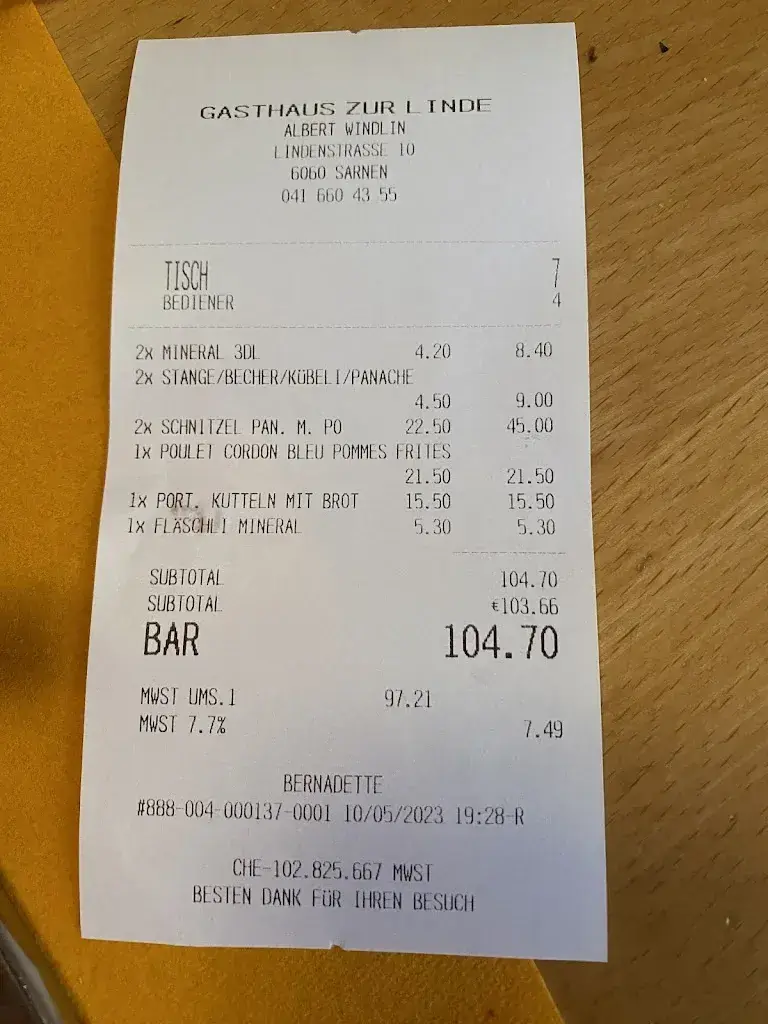 GASTHAUS ZUR LINDE
ALBERT WINDLIN
LINDENSTRASSE 10
6060 SARNEN
041 660 43 55
TISCH 7
BEDIENER 4
2x MINERAL 3DL 4.20 8.40
2x STANGE/BECHER/KÜBELI/PANACHE
4.50 9.00
2x SCHNITZEL PAN. M. PO 22.50 45.00
1x POULET CORDON BLEU POMMES FRITES
21.50 21.50
1x PORT. KUTTELN MIT BROT 15.50 15.50
1x FLÄSCHLI MINERAL 5.30 5.30
SUBTOTAL 104.70
SUBTOTAL €103.66
BAR 104.70
MWST UMS.1 97.21
MWST 7.7% 7.49
BERNADETTE
#888-004-000137-0001 10/05/2023 19:28-R
CHE-102.825.667 MWST
BESTEN DANK FÜR IHREN BESUCH